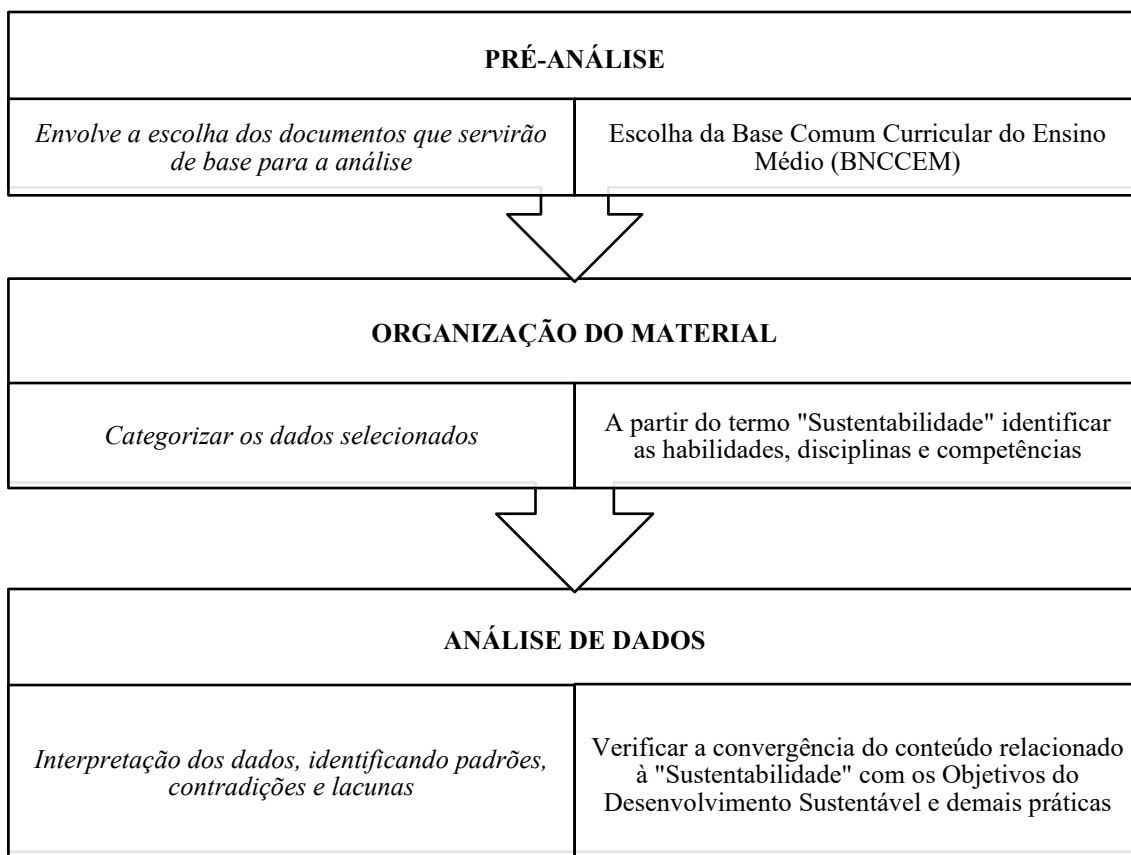 PRÉ-ANÁLISE
Envolve a escolha dos documentos que servirão
de base para a análise
Escolha da Base Comum Curricular do Ensino
Médio (BNCCEM)
ORGANIZAÇÃO DO MATERIAL
Categorizar os dados selecionados
A partir do termo "Sustentabilidade" identificar
as habilidades, disciplinas e competências
ANÁLISE DE DADOS
Interpretação dos dados, identificando padrões,
contradições e lacunas
Verificar a convergência do conteúdo relacionado
à "Sustentabilidade" com os Objetivos do
Desenvolvimento Sustentável e demais práticas